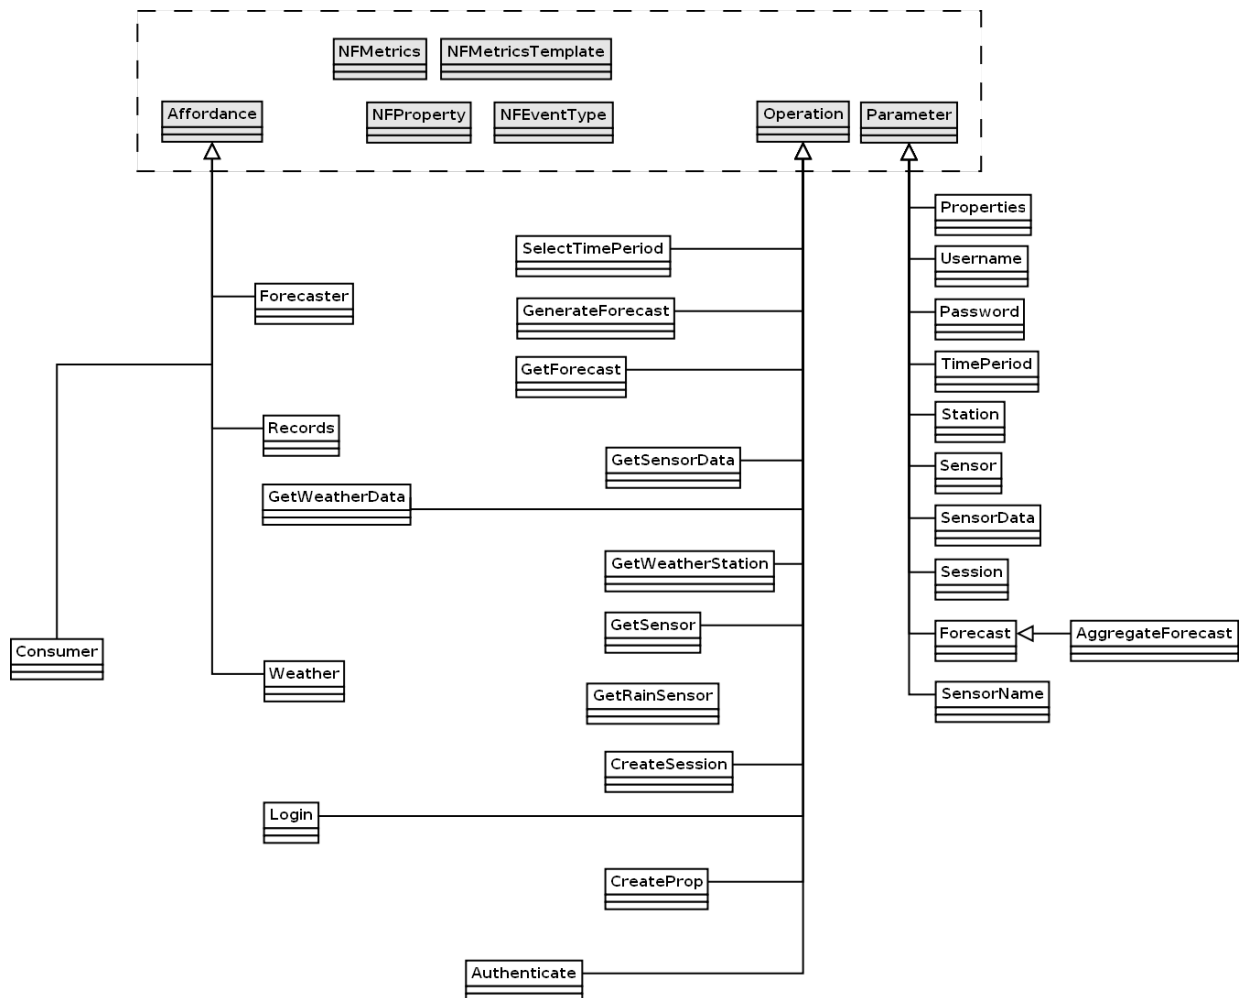 NFMetrics
NFMetricsTemplate
Affordance
NFProperty
NFEventType
Operation
Parameter
Properties
SelectTimePeriod
Username
Forecaster
GenerateForecast
Password
GetForecast
TimePeriod
Records
Station
GetSensorData
Sensor
GetWeatherData
SensorData
GetWeatherStation
Session
GetSensor
Forecast
AggregateForecast
Consumer
Weather
GetRainSensor
SensorName
CreateSession
Login
CreateProp
Authenticate